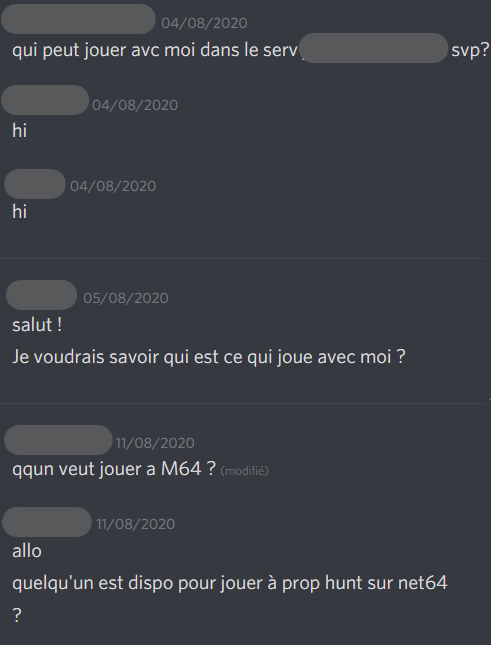 04/08/2020
qui peut jouer avc moi dans le serv svp?
04/08/2020
hi
04/08/2020
hi
05/08/2020
salut !
Je voudrais savoir qui est ce qui joue avec moi ?
11/08/2020
qqun veut jouer a M64 ? (modifié)
11/08/2020
allo
quelqu'un est dispo pour jouer à prop hunt sur net64
?